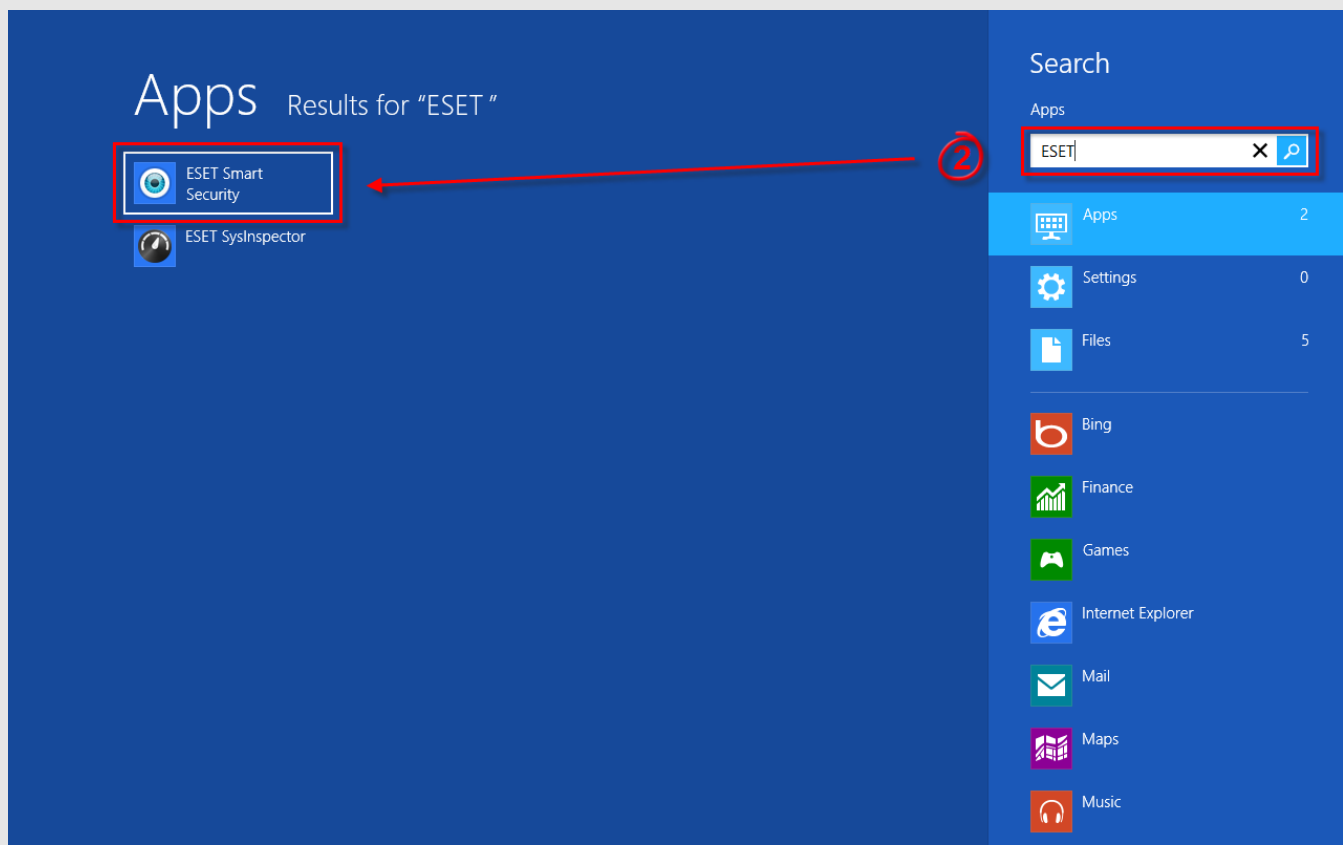 Apps Results for “ESET ”
ESET Smart
Security
ESET SysInspector
2
Search
Apps
ESET
Apps 2
Settings 0
Files 5
Bing
Finance
Games
Internet Explorer
Mail
Maps
Music